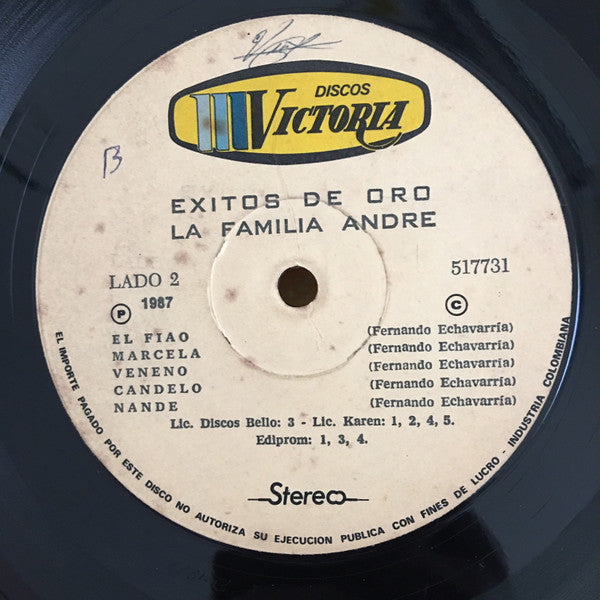 DISCOS
VICTORIA
B
EXITOS DE ORO
LA FAMILIA ANDRE
LADO 2
517731
Ⓟ 1987
©
EL FIAO (Fernando Echavarría)
MARCELA (Fernando Echavarría)
VENENO (Fernando Echavarría)
CANDELO (Fernando Echavarría)
NANDE (Fernando Echavarría)
Lic. Discos Bello: 3 - Lic. Karen: 1, 2, 4, 5.
Ediprom: 1, 3, 4.
Stereo
EL IMPORTE PAGADO POR ESTE DISCO NO AUTORIZA SU EJECUCION PUBLICA CON FINES DE LUCRO - INDUSTRIA COLOMBIANA